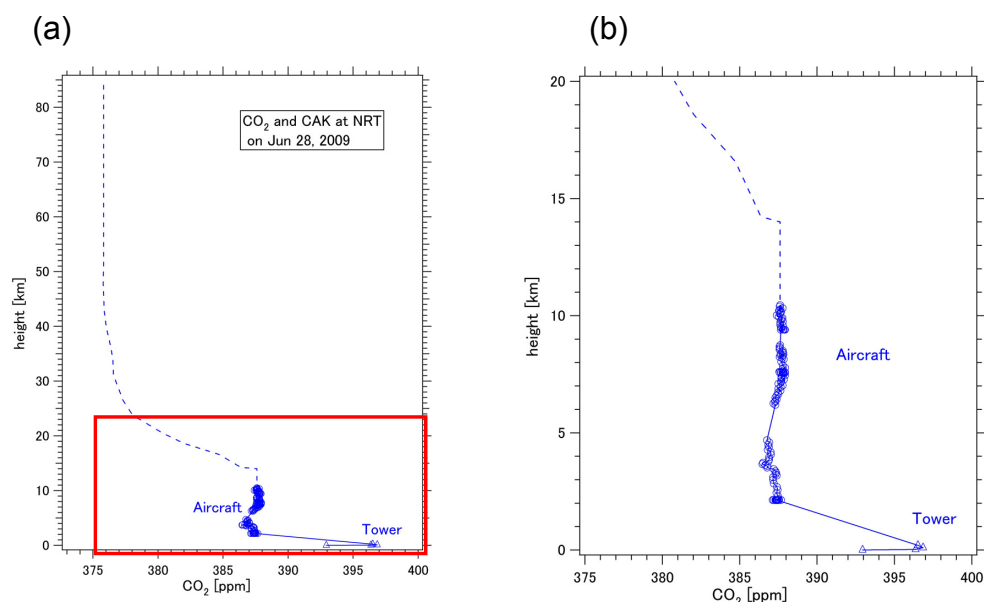 (a)
(b)
80
70
60
50
40
30
20
10
0
height [km]
CO₂ and CAK at NRT
on Jun 28, 2009
Aircraft
Tower
375
380
385
390
395
400
CO₂ [ppm]
20
15
10
5
0
height [km]
Aircraft
Tower
375
380
385
390
395
400
CO₂ [ppm]